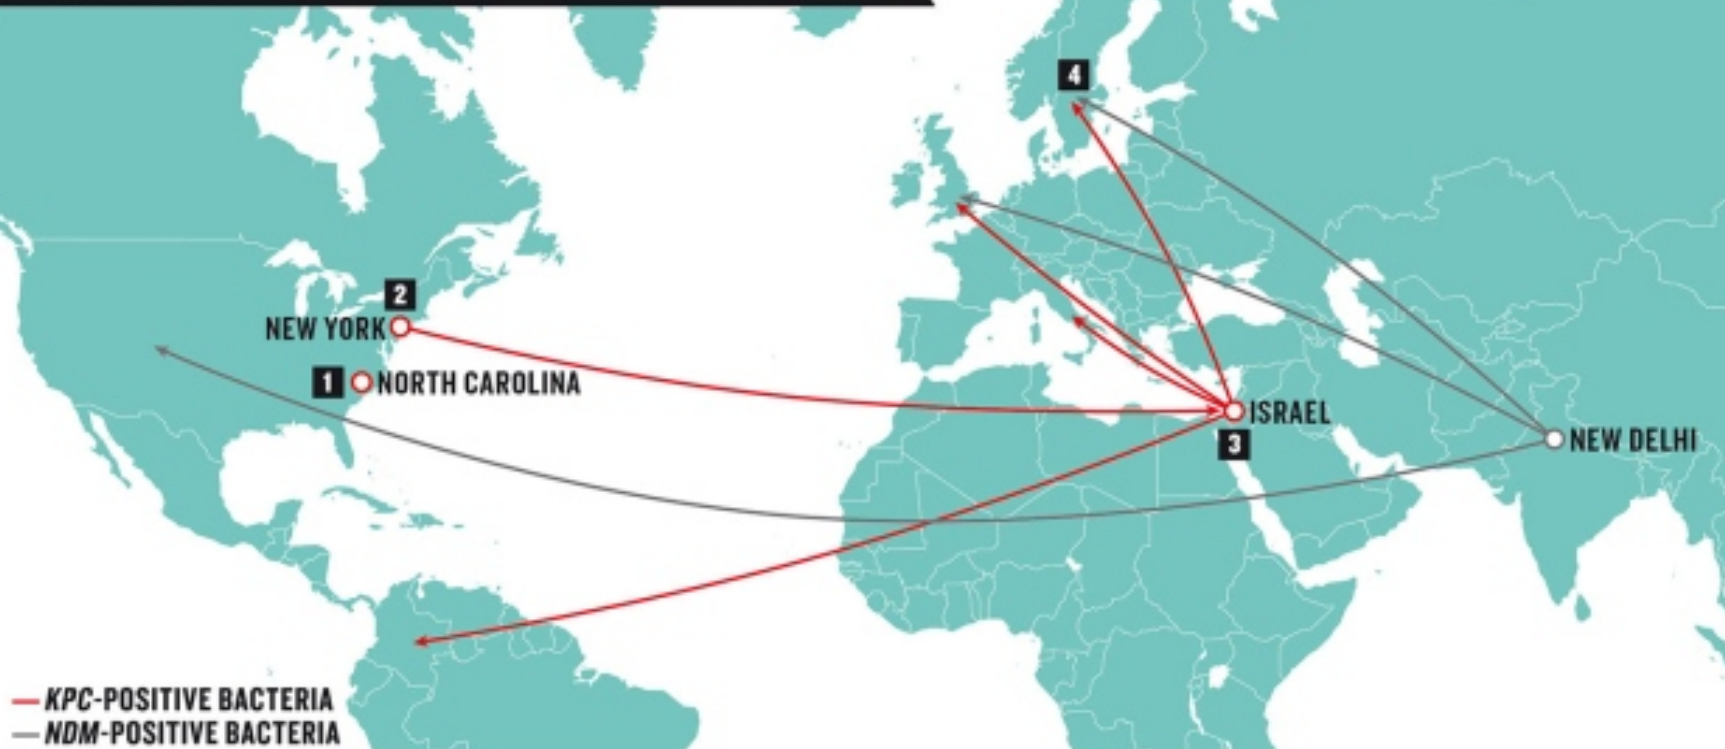 4
2
NEW YORK
1 NORTH CAROLINA
ISRAEL
3
NEW DELHI
KPC-POSITIVE BACTERIA
NDM-POSITIVE BACTERIA